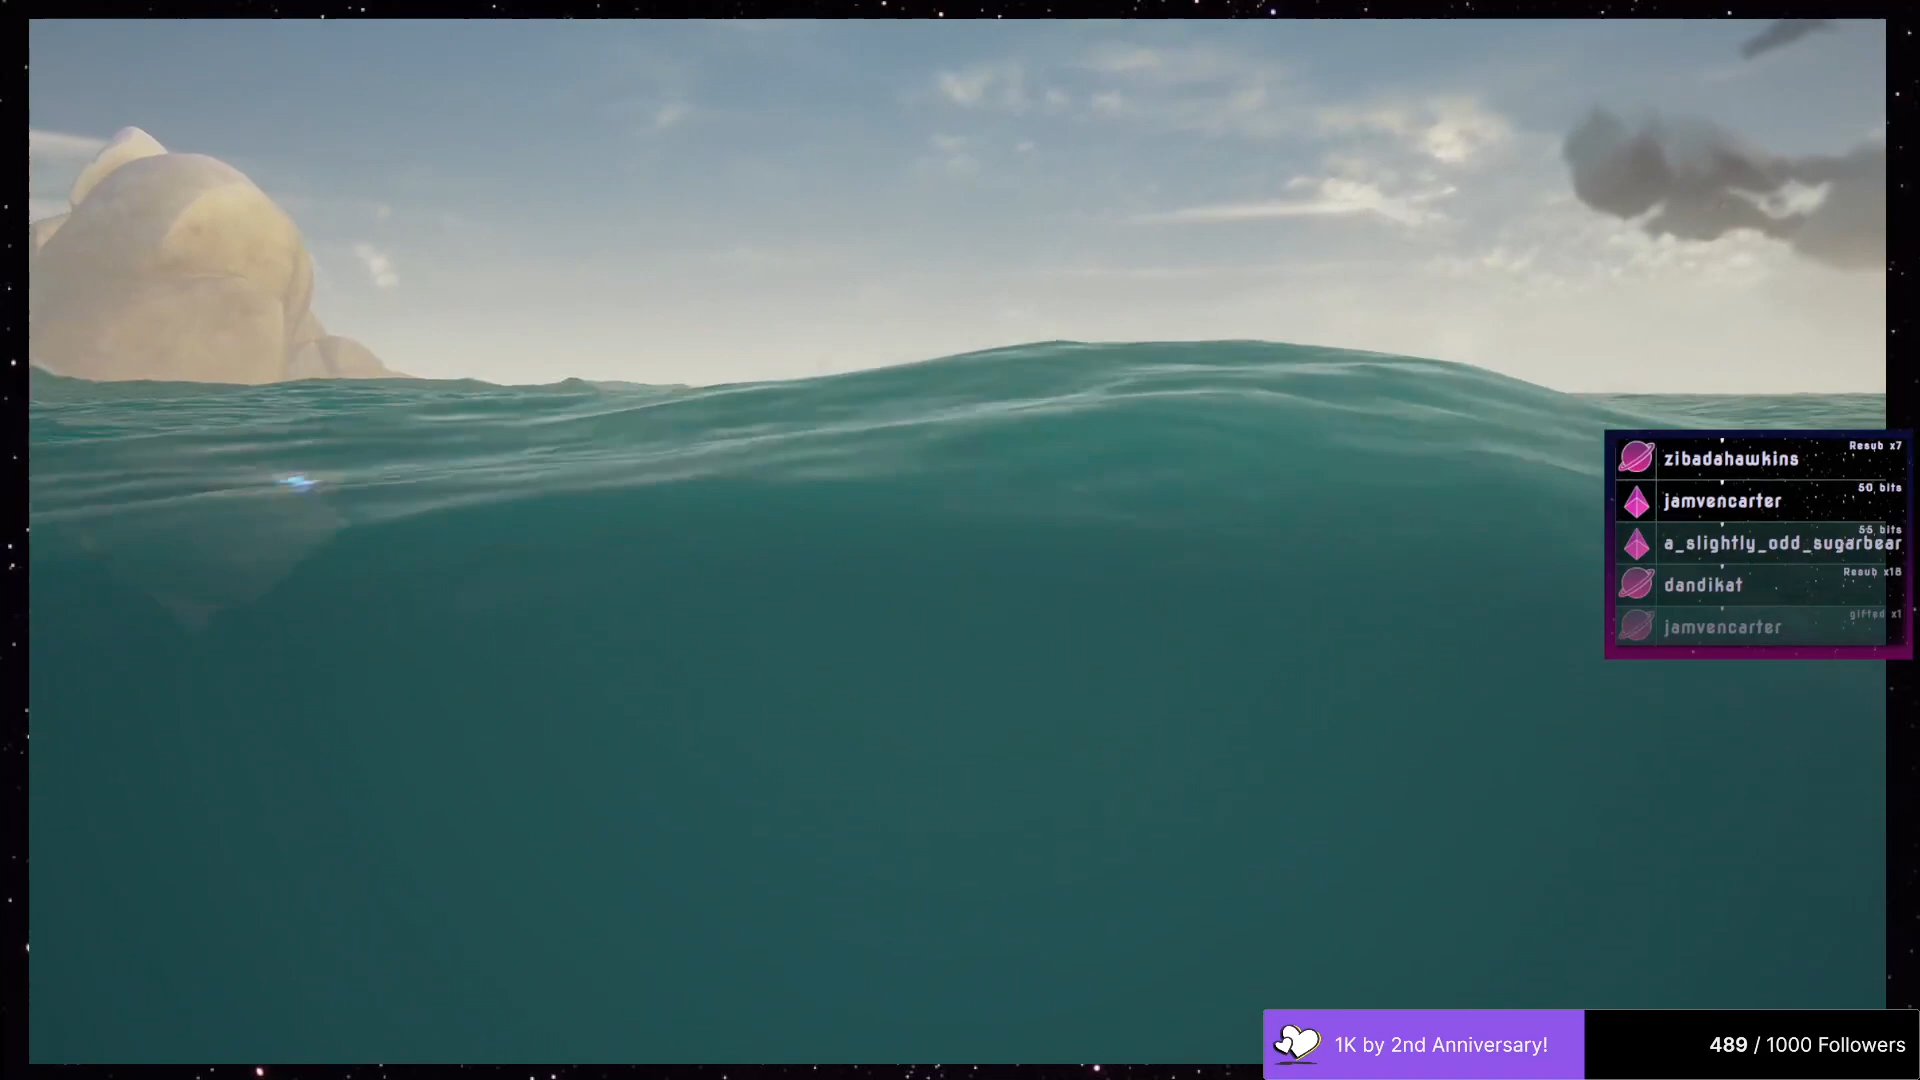 Resub x7
zibadahawkins
50 bits
jamvencarter
55 bits
a_slightly_odd_sugarbear
Resub x18
dandikat
gifted x1
jamvencarter
1K by 2nd Anniversary!
489 / 1000 Followers